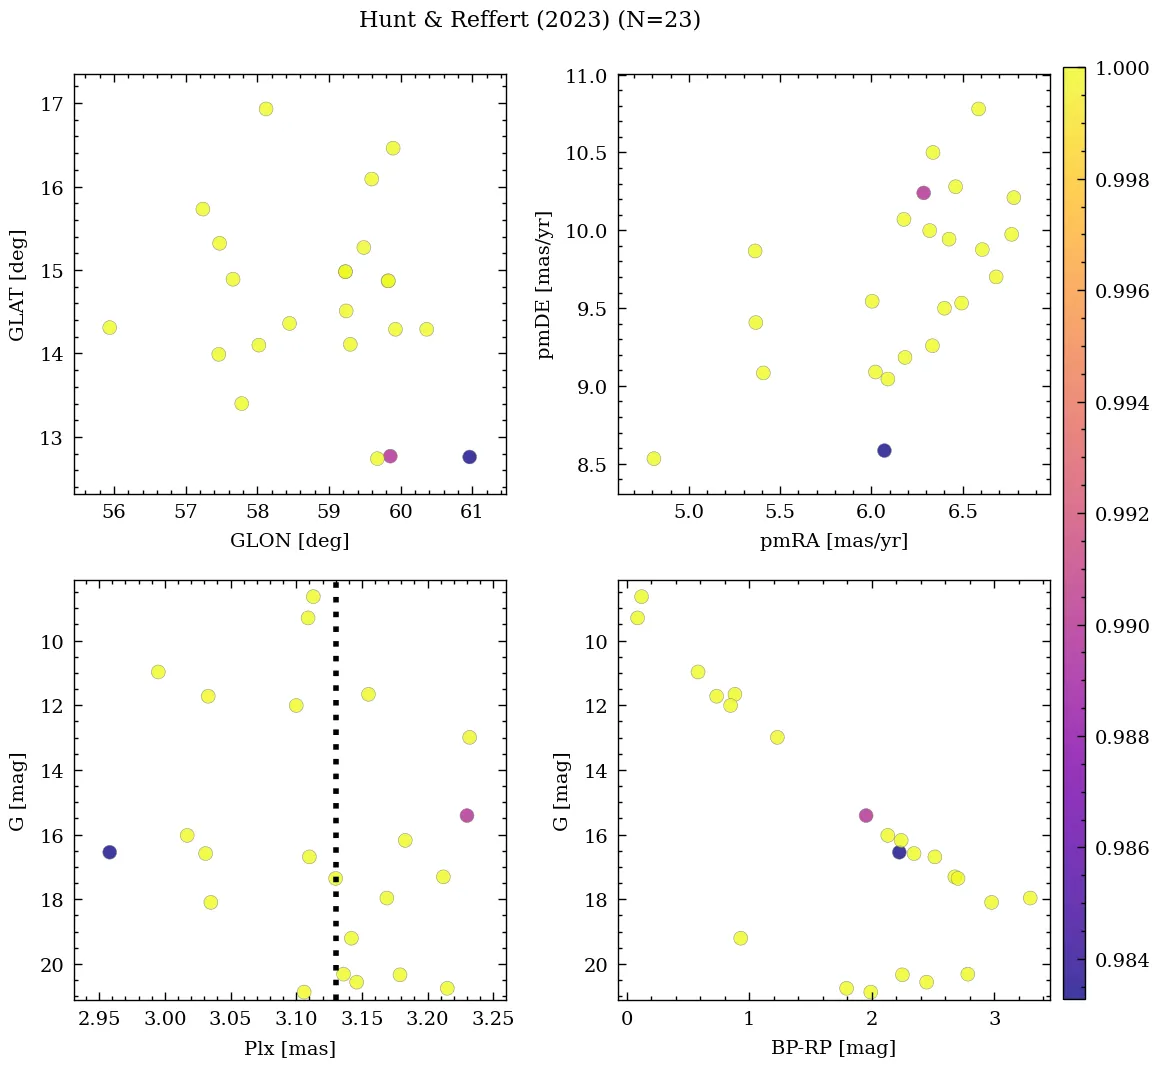 Hunt & Reffert (2023) (N=23)
17
16
15
14
13
GLAT [deg]
56 57 58 59 60 61
GLON [deg]
11.0
10.5
10.0
9.5
9.0
8.5
pmDE [mas/yr]
5.0 5.5 6.0 6.5
pmRA [mas/yr]
10
12
14
16
18
20
G [mag]
2.95 3.00 3.05 3.10 3.15 3.20 3.25
Plx [mas]
10
12
14
16
18
20
G [mag]
0 1 2 3
BP-RP [mag]
1.000
0.998
0.996
0.994
0.992
0.990
0.988
0.986
0.984